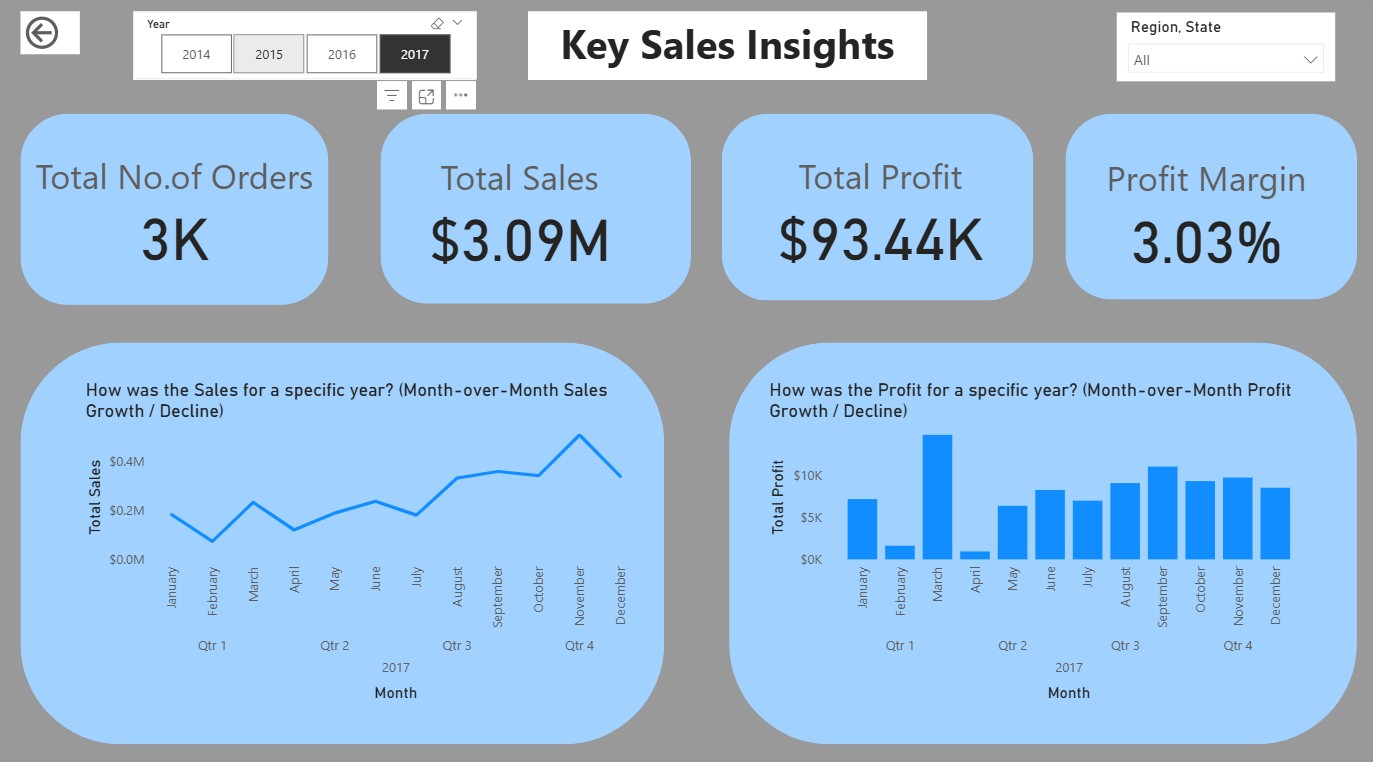 Year
2014 2015 2016 2017
Key Sales Insights
Region, State
All
Total No.of Orders
3K
Total Sales
$3.09M
Total Profit
$93.44K
Profit Margin
3.03%
How was the Sales for a specific year? (Month-over-Month Sales
Growth / Decline)
Total Sales
$0.4M
$0.2M
$0.0M
January February March April May June July August September October November December
Qtr 1 Qtr 2 Qtr 3 Qtr 4
2017
Month
How was the Profit for a specific year? (Month-over-Month Profit
Growth / Decline)
Total Profit
$10K
$5K
$0K
January February March April May June July August September October November December
Qtr 1 Qtr 2 Qtr 3 Qtr 4
2017
Month